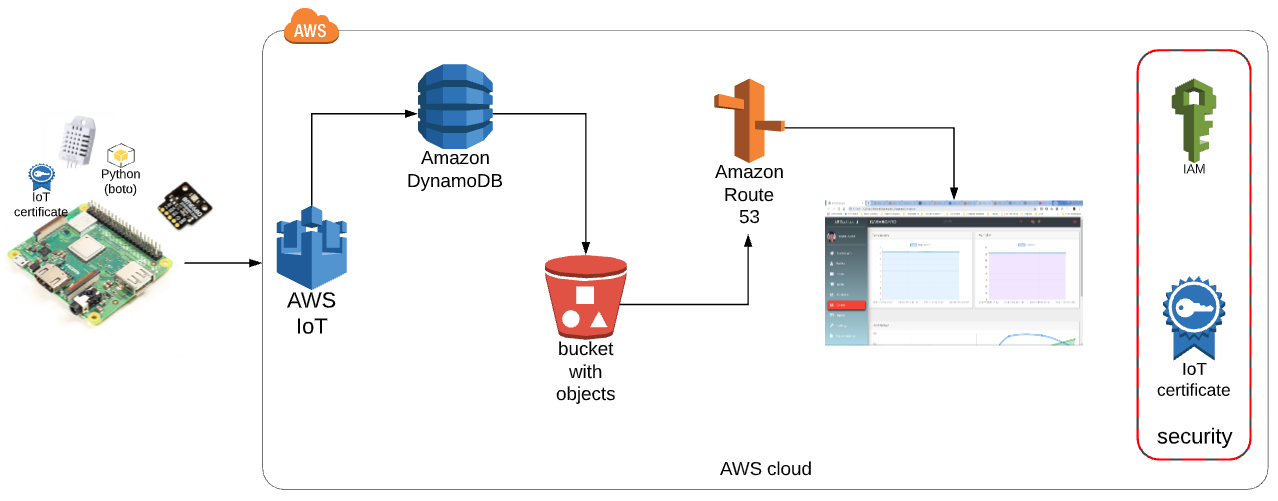 AWS
Amazon
DynamoDB
Amazon
Route
53
IAM
Python
(boto)
IoT
certificate
AWS
IoT
bucket
with
objects
IoT
certificate
security
AWS cloud